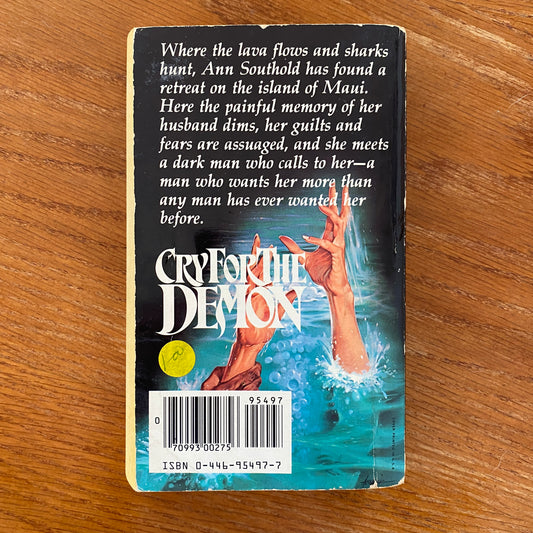 Where the lava flows and sharks
hunt, Ann Southold has found a
retreat on the island of Maui.
Here the painful memory of her
husband dims, her guilts and
fears are assuaged, and she meets
a dark man who calls to her—a
man who wants her more than
any man has ever wanted her
before.
CRY FOR THE
DEMON
95497
0
70993 00275
ISBN 0-446-95497-7